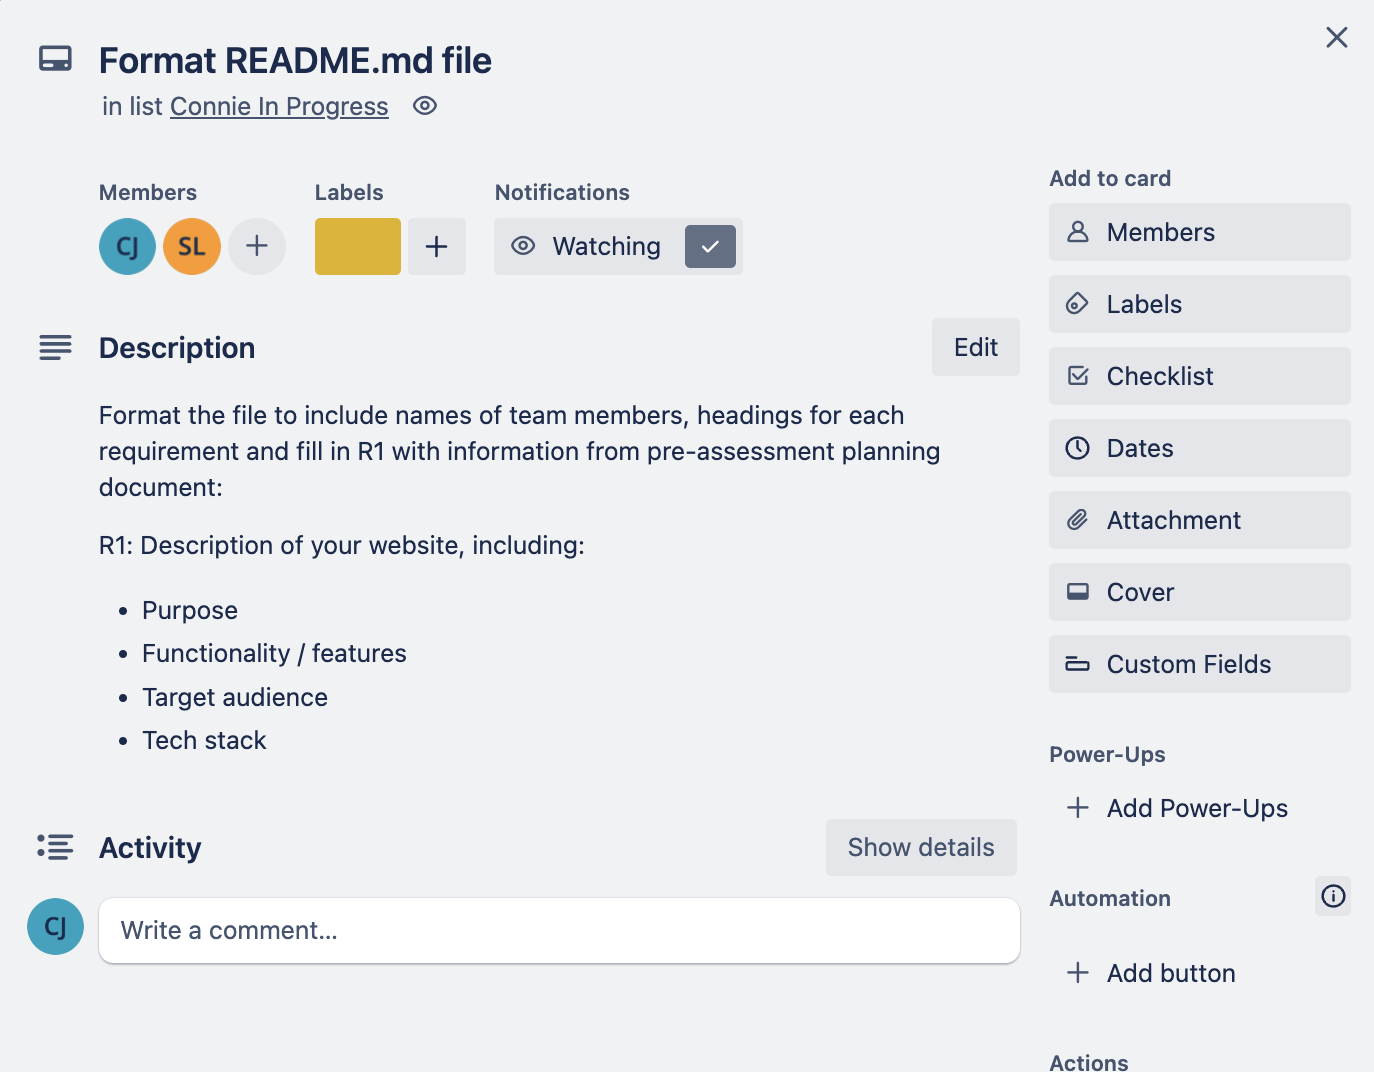 Format README.md file
in list Connie In Progress
Members
Labels
Notifications
CJ
SL
Watching
Description
Edit
Format the file to include names of team members, headings for each
requirement and fill in R1 with information from pre-assessment planning
document:
R1: Description of your website, including:
• Purpose
• Functionality / features
• Target audience
• Tech stack
Activity
Show details
CJ
Write a comment...
Add to card
Members
Labels
Checklist
Dates
Attachment
Cover
Custom Fields
Power-Ups
Add Power-Ups
Automation
Add button
Actions